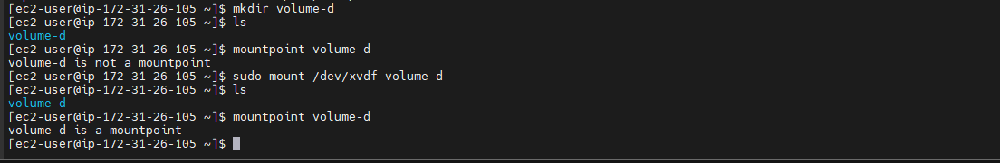 [ec2-user@ip-172-31-26-105 ~]$ mkdir volume-d
[ec2-user@ip-172-31-26-105 ~]$ ls
volume-d
[ec2-user@ip-172-31-26-105 ~]$ mountpoint volume-d
volume-d is not a mountpoint
[ec2-user@ip-172-31-26-105 ~]$ sudo mount /dev/xvdf volume-d
[ec2-user@ip-172-31-26-105 ~]$ ls
volume-d
[ec2-user@ip-172-31-26-105 ~]$ mountpoint volume-d
volume-d is a mountpoint
[ec2-user@ip-172-31-26-105 ~]$